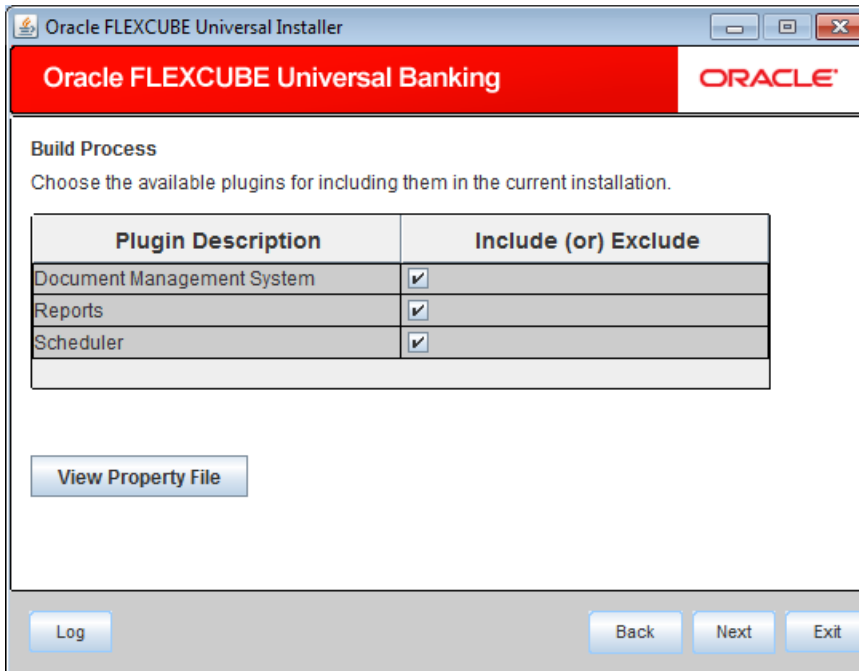 Oracle FLEXCUBE Universal Installer
Oracle FLEXCUBE Universal Banking
ORACLE
Build Process
Choose the available plugins for including them in the current installation.
Plugin Description Include (or) Exclude
Document Management System
Reports
Scheduler
View Property File
Log Back Next Exit